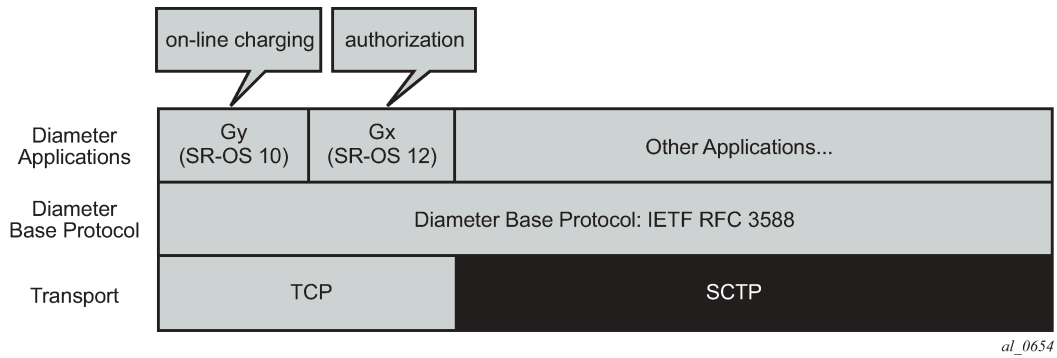 on-line charging
authorization
Diameter
Applications
Gy
(SR-OS 10)
Gx
(SR-OS 12)
Other Applications...
Diameter
Base Protocol
Diameter Base Protocol: IETF RFC 3588
Transport
TCP
SCTP
al_0654